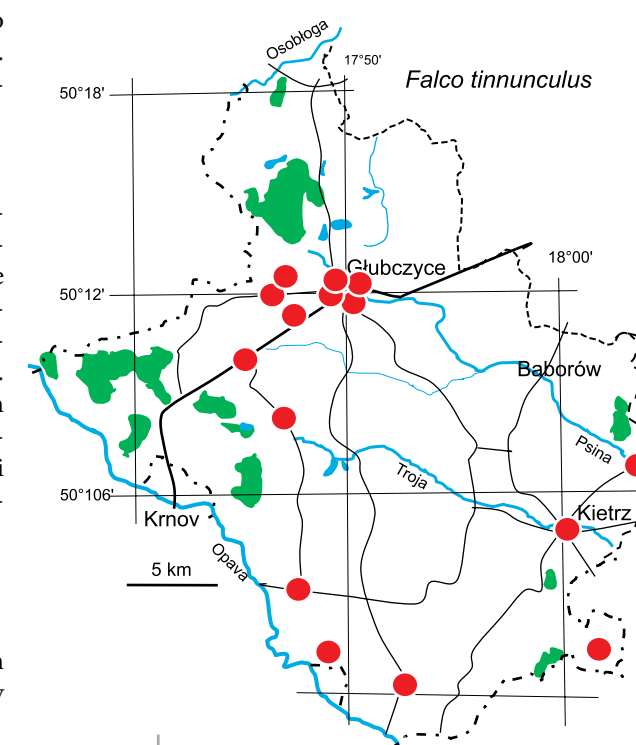 Osobłoga
17°50'
50°18'
Falco tinnunculus
Głubczyce
18°00'
50°12'
Baborów
Psina
Troja
50°106'
Krnov
Kietrz
Opava
5 km